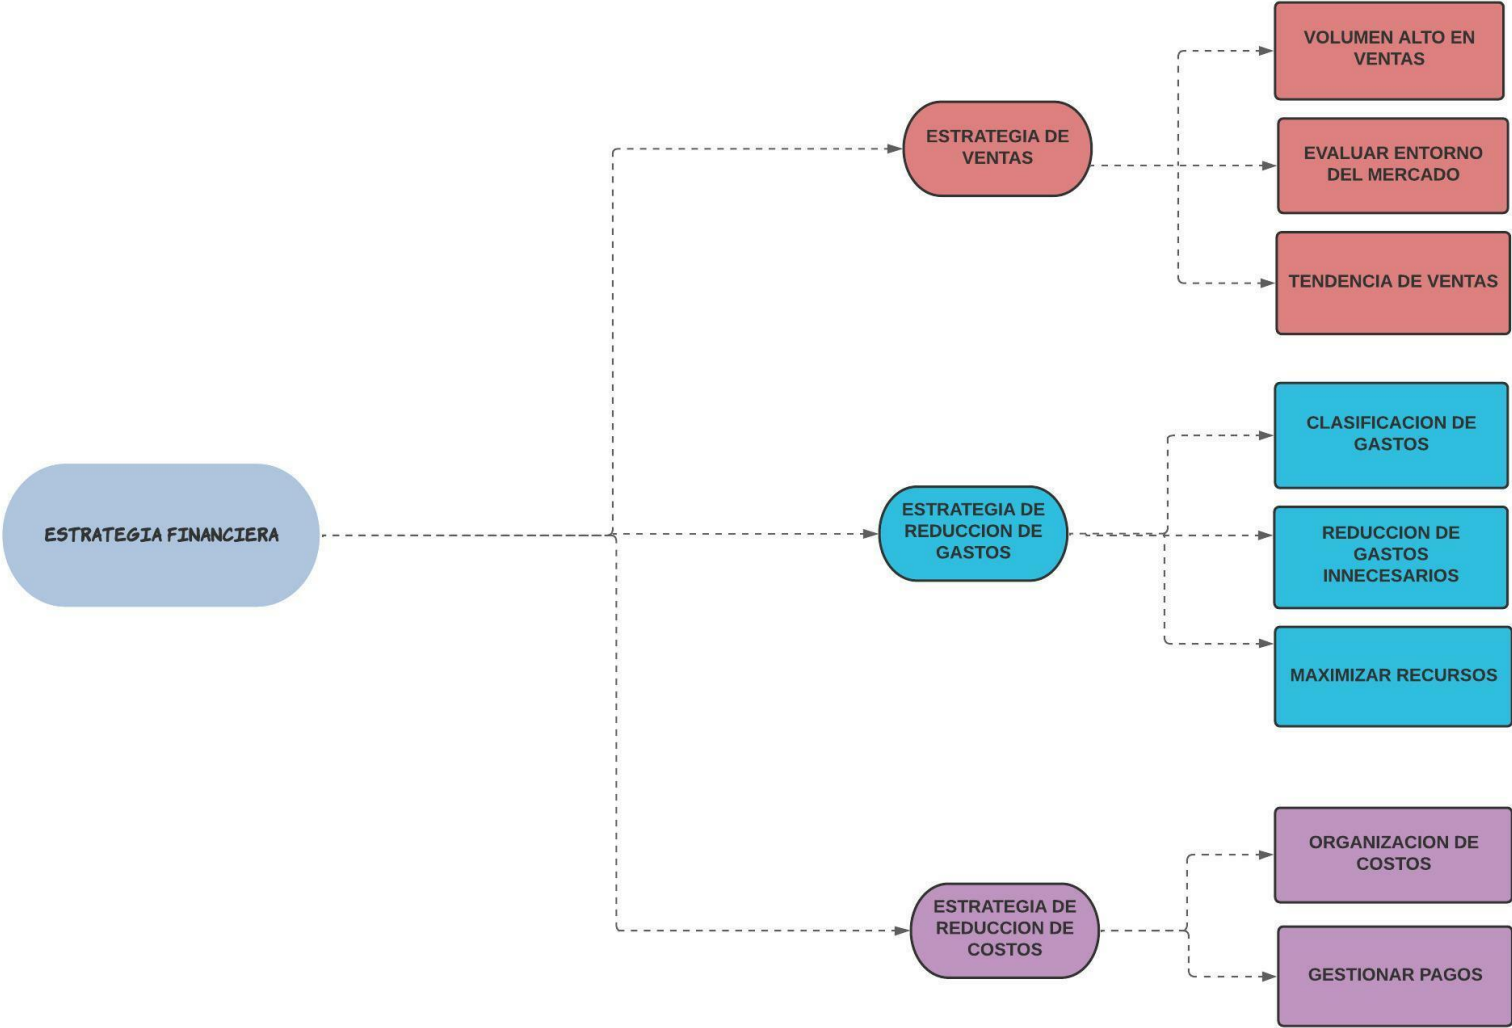 ESTRATEGIA FINANCIERA
ESTRATEGIA DE
VENTAS
VOLUMEN ALTO EN
VENTAS
EVALUAR ENTORNO
DEL MERCADO
TENDENCIA DE VENTAS
ESTRATEGIA DE
REDUCCION DE
GASTOS
CLASIFICACION DE
GASTOS
REDUCCION DE
GASTOS
INNECESARIOS
MAXIMIZAR RECURSOS
ESTRATEGIA DE
REDUCCION DE
COSTOS
ORGANIZACION DE
COSTOS
GESTIONAR PAGOS